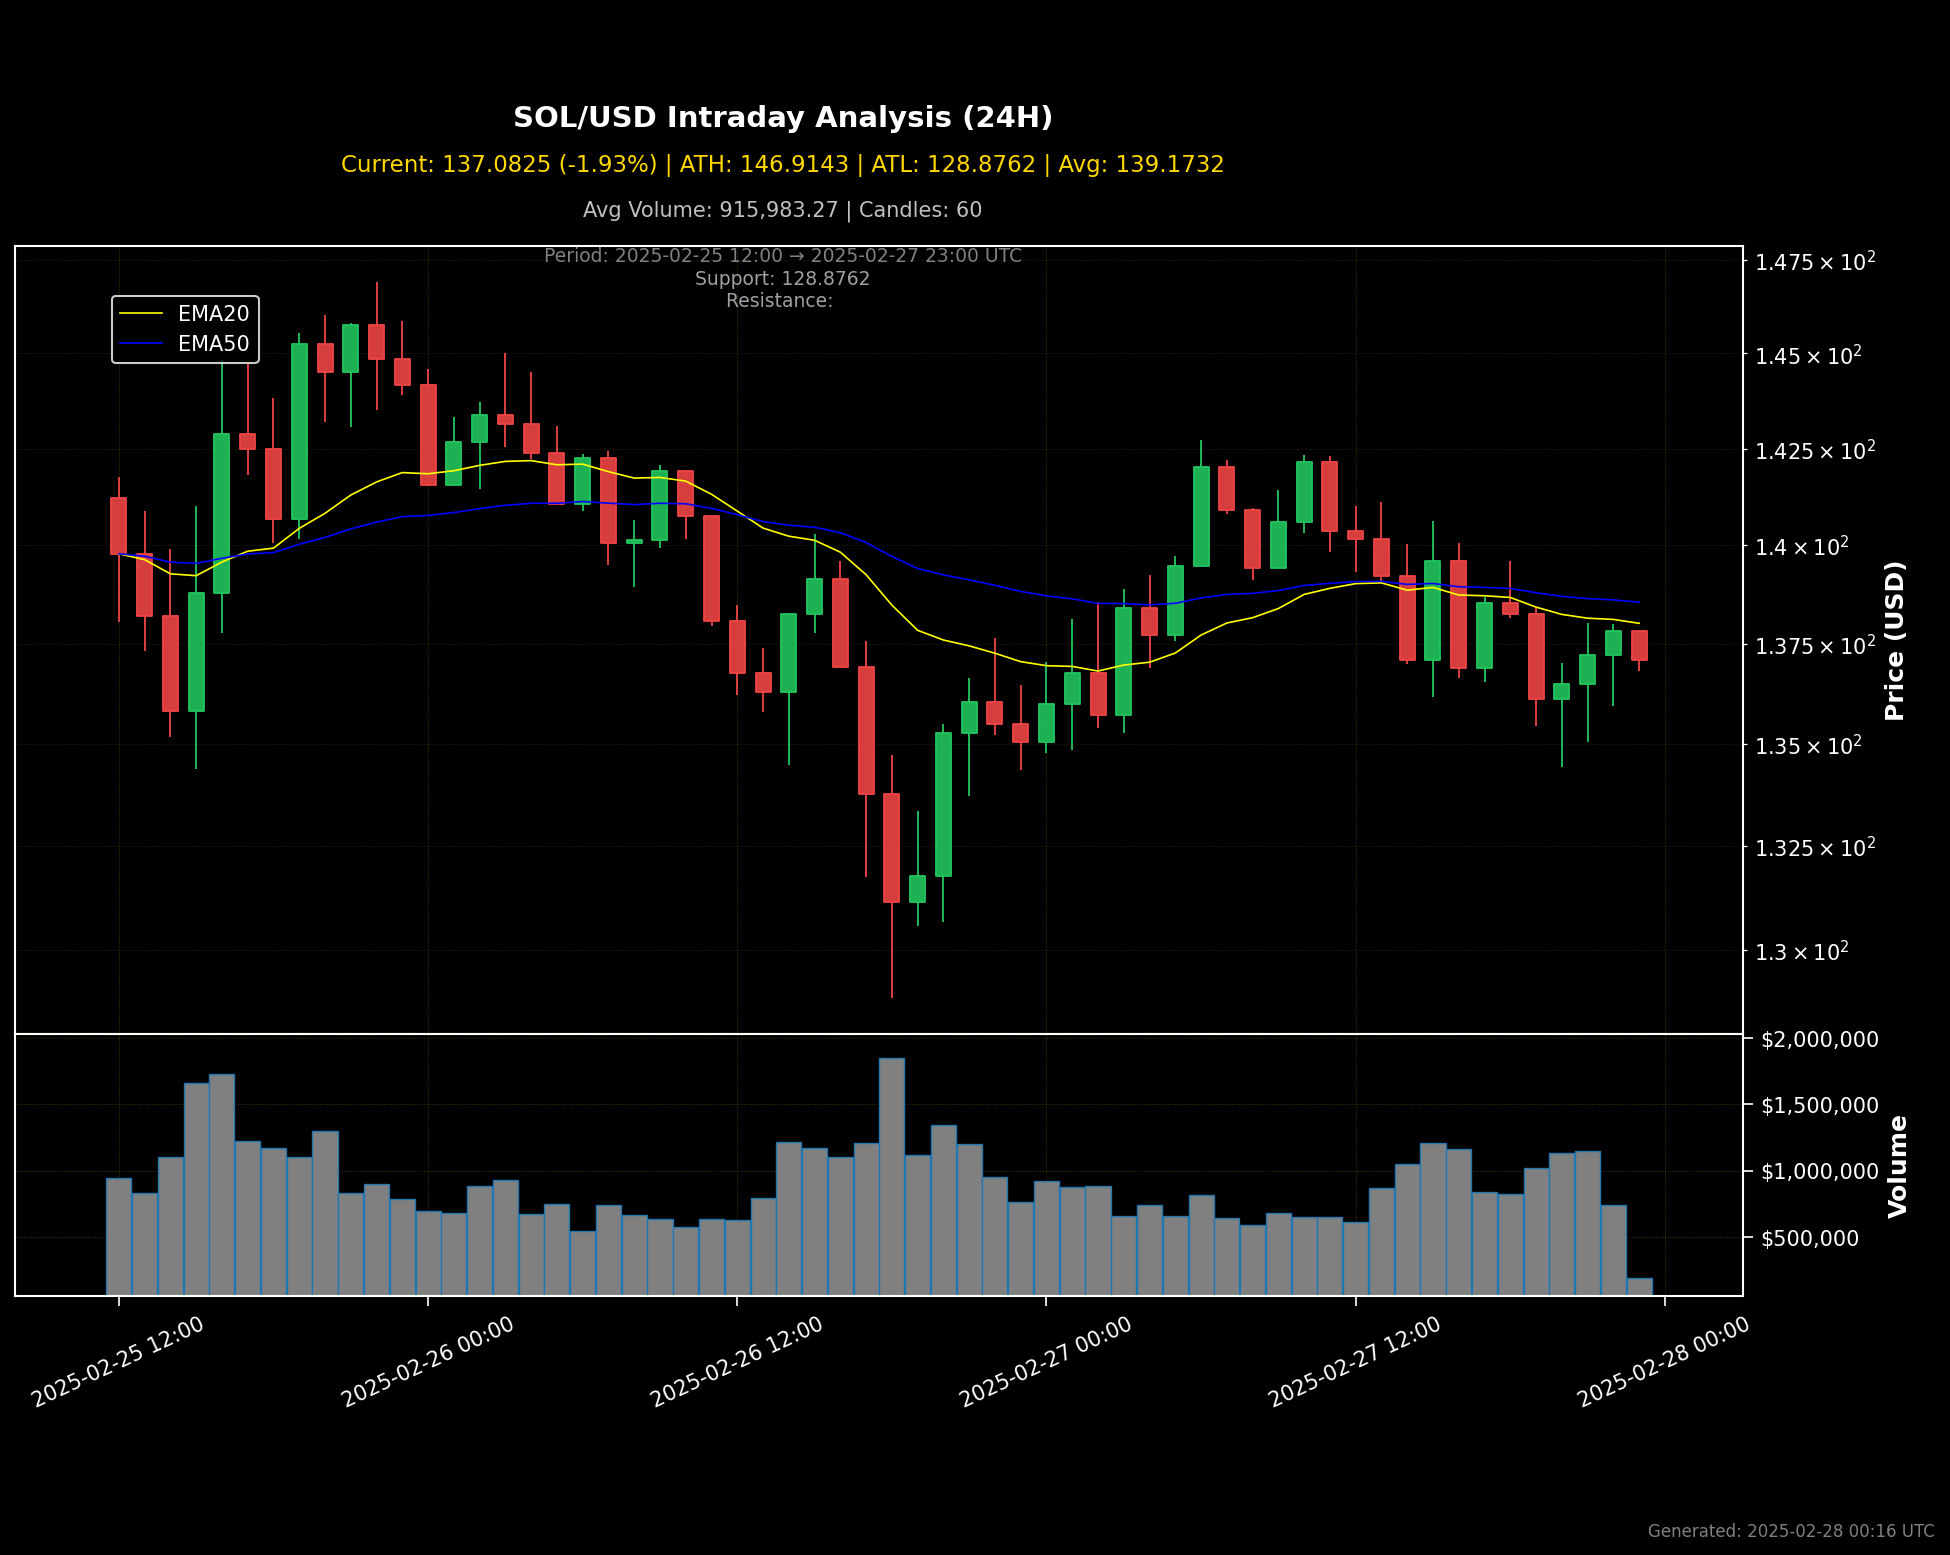 SOL/USD Intraday Analysis (24H)
Current: 137.0825 (-1.93%) | ATH: 146.9143 | ATL: 128.8762 | Avg: 139.1732
Avg Volume: 915,983.27 | Candles: 60
Period: 2025-02-25 12:00 → 2025-02-27 23:00 UTC
Support: 128.8762
Resistance:
EMA20
EMA50
1.475 × 10²
1.45 × 10²
1.425 × 10²
1.4 × 10²
1.375 × 10²
1.35 × 10²
1.325 × 10²
1.3 × 10²
Price (USD)
$2,000,000
$1,500,000
$1,000,000
$500,000
Volume
2025-02-25 12:00
2025-02-26 00:00
2025-02-26 12:00
2025-02-27 00:00
2025-02-27 12:00
2025-02-28 00:00
Generated: 2025-02-28 00:16 UTC